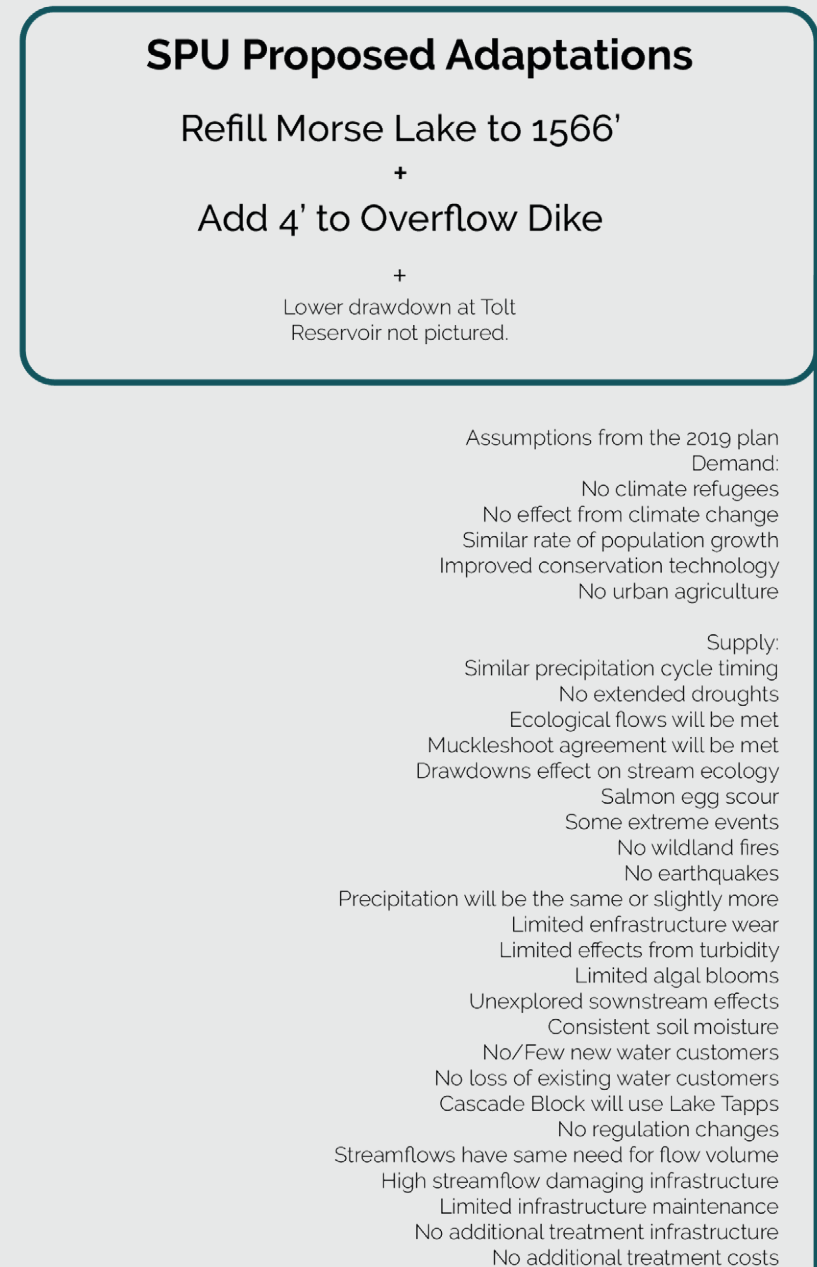 SPU Proposed Adaptations
Refill Morse Lake to 1566’
+
Add 4’ to Overflow Dike
+
Lower drawdown at Tolt
Reservoir not pictured.
Assumptions from the 2019 plan
Demand:
No climate refugees
No effect from climate change
Similar rate of population growth
Improved conservation technology
No urban agriculture
Supply:
Similar precipitation cycle timing
No extended droughts
Ecological flows will be met
Muckleshoot agreement will be met
Drawdowns effect on stream ecology
Salmon egg scour
Some extreme events
No wildland fires
No earthquakes
Precipitation will be the same or slightly more
Limited enfrastructure wear
Limited effects from turbidity
Limited algal blooms
Unexplored sownstream effects
Consistent soil moisture
No/Few new water customers
No loss of existing water customers
Cascade Block will use Lake Tapps
No regulation changes
Streamflows have same need for flow volume
High streamflow damaging infrastructure
Limited infrastructure maintenance
No additional treatment infrastructure
No additional treatment costs